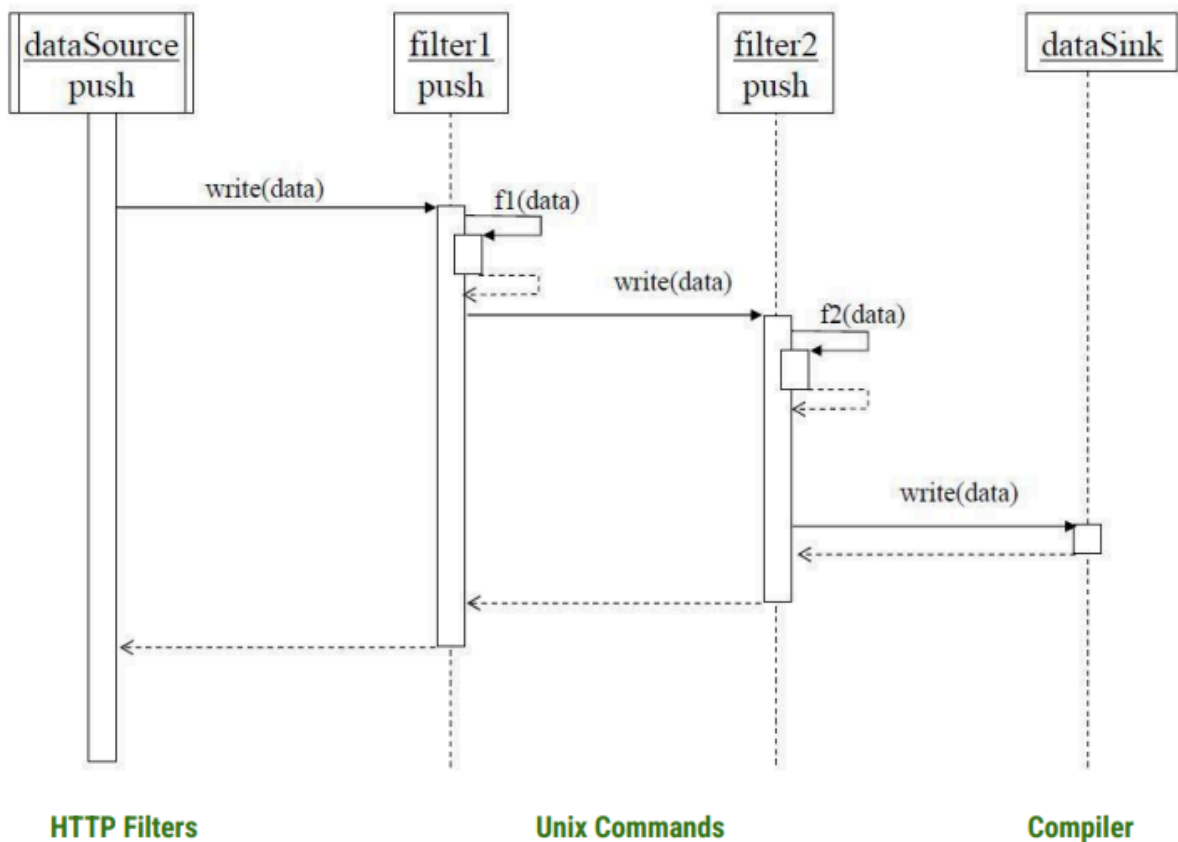 dataSource
push
filter1
push
filter2
push
dataSink
write(data)
f1(data)
write(data)
f2(data)
write(data)
HTTP Filters
Unix Commands
Compiler